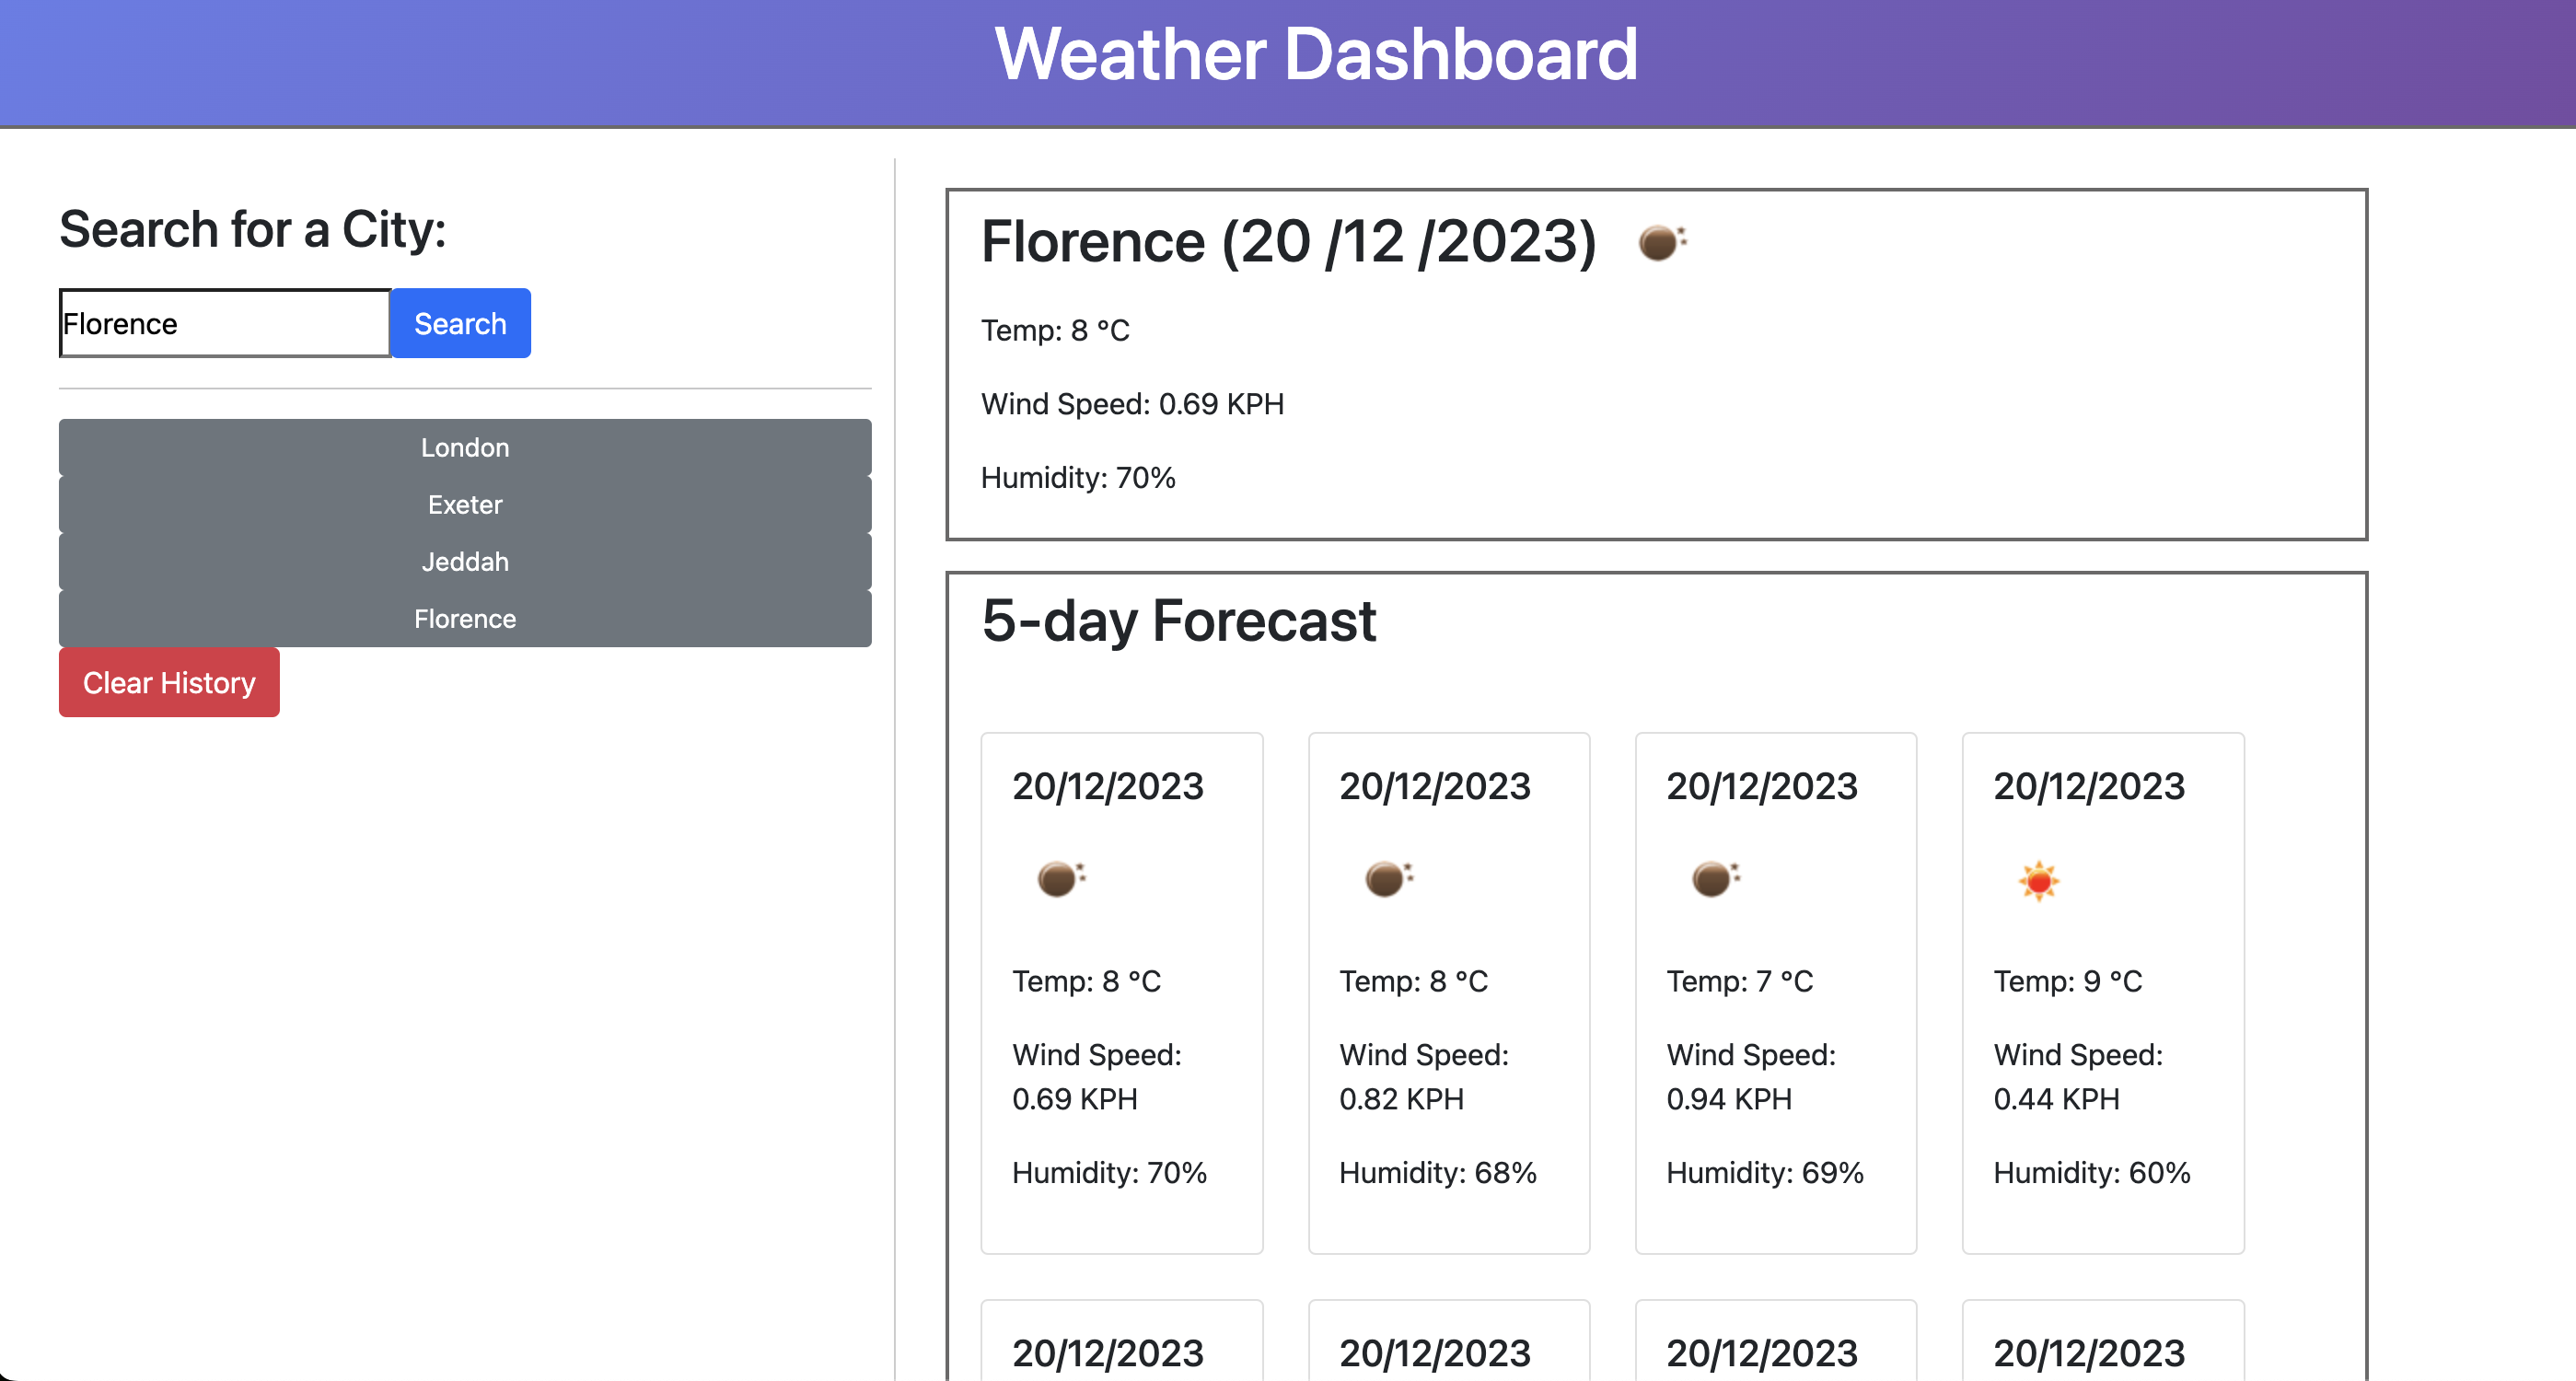 Weather Dashboard
Search for a City:
Florence
Search
London
Exeter
Jeddah
Florence
Clear History
Florence (20 /12 /2023)
Temp: 8 °C
Wind Speed: 0.69 KPH
Humidity: 70%
5-day Forecast
20/12/2023
Temp: 8 °C
Wind Speed:
0.69 KPH
Humidity: 70%
20/12/2023
Temp: 8 °C
Wind Speed:
0.82 KPH
Humidity: 68%
20/12/2023
Temp: 7 °C
Wind Speed:
0.94 KPH
Humidity: 69%
20/12/2023
Temp: 9 °C
Wind Speed:
0.44 KPH
Humidity: 60%
20/12/2023
20/12/2023
20/12/2023
20/12/2023